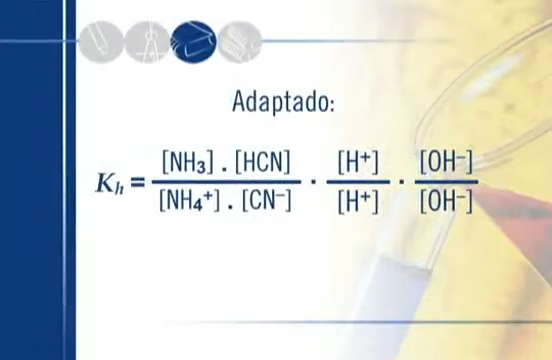 Adaptado:
Kₕ = [NH₃] . [HCN] / [NH₄⁺] . [CN⁻] · [H⁺] / [H⁺] · [OH⁻] / [OH⁻]